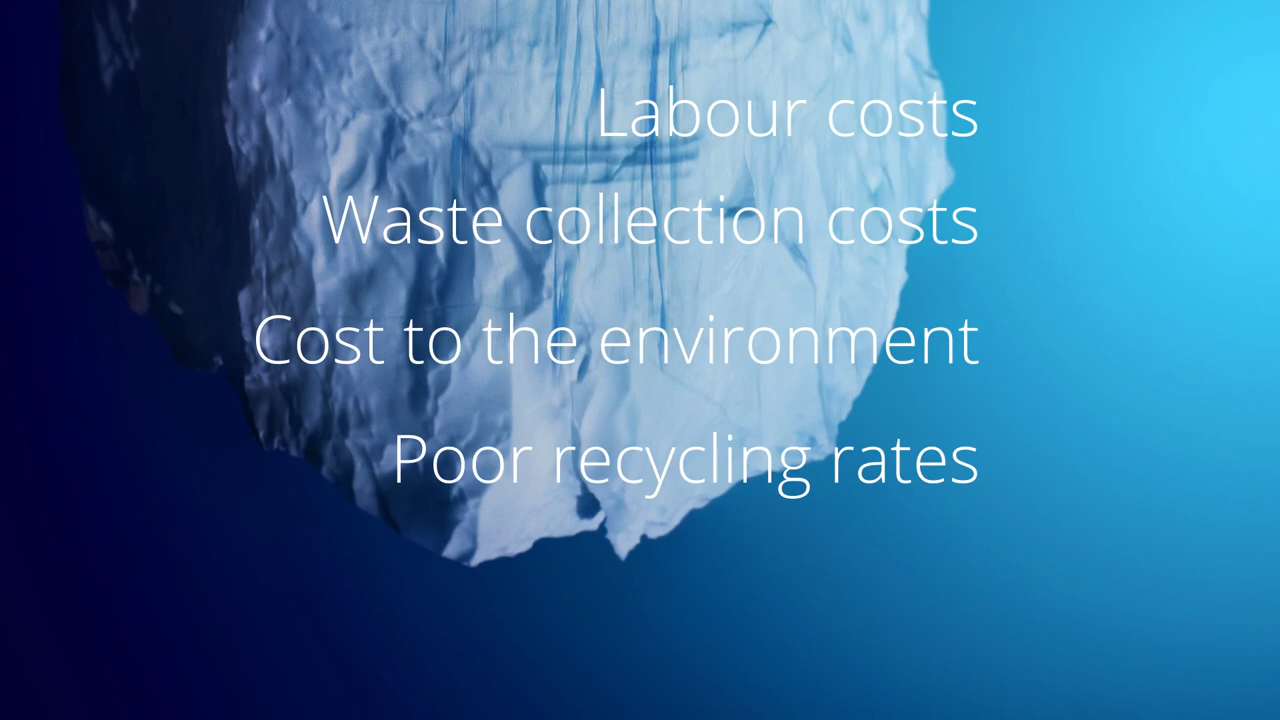 Labour costs
Waste collection costs
Cost to the environment
Poor recycling rates